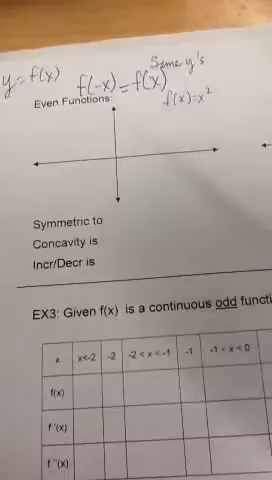 Same y's
y = f(x) f(-x) = f(x)
Even Functions: f(x) = x²
Symmetric to
Concavity is
Incr/Decr is
EX3: Given f(x) is a continuous odd
x x<-2 -2 -2 < x < -1 -1 -1 < x < 0
f(x)
f '(x)
f ''(x)